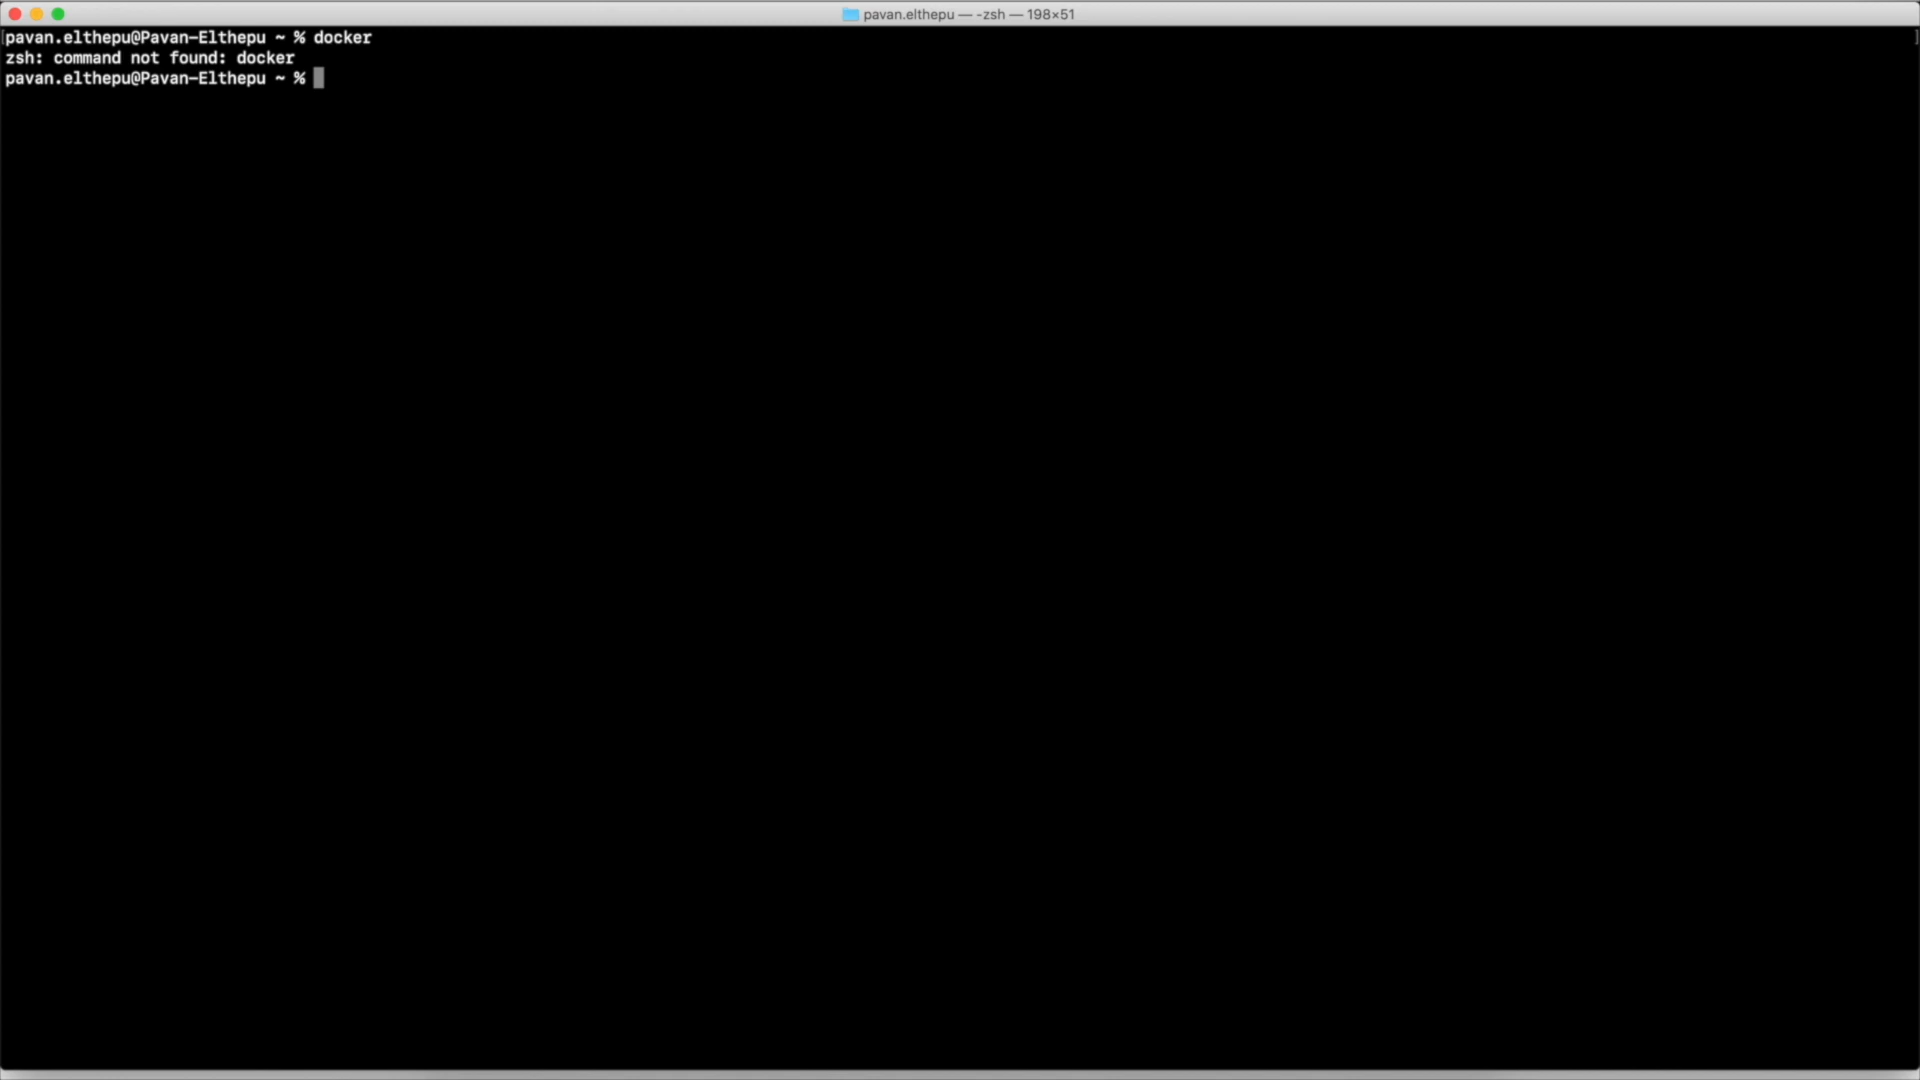 pavan.elthepu — -zsh — 198×51
pavan.elthepu@Pavan-Elthepu ~ % docker
zsh: command not found: docker
pavan.elthepu@Pavan-Elthepu ~ %